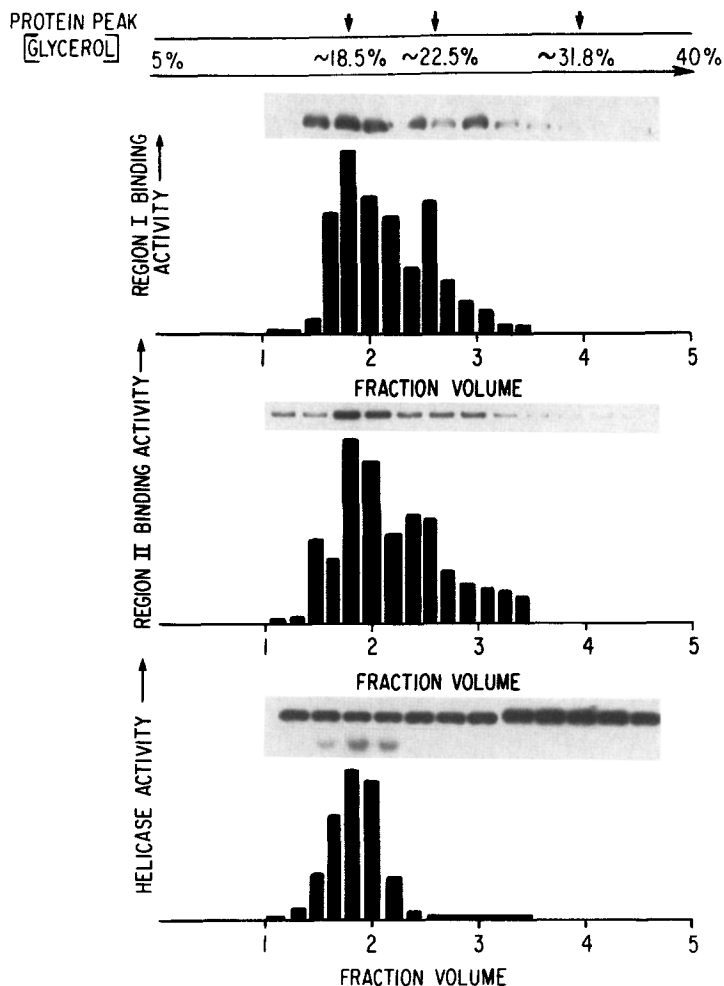 PROTEIN PEAK
[GLYCEROL]
5% ~18.5% ~22.5% ~31.8% 40%
REGION I BINDING
ACTIVITY
1 2 3 4 5
FRACTION VOLUME
REGION II BINDING ACTIVITY
1 2 3 4 5
FRACTION VOLUME
HELICASE ACTIVITY
1 2 3 4 5
FRACTION VOLUME